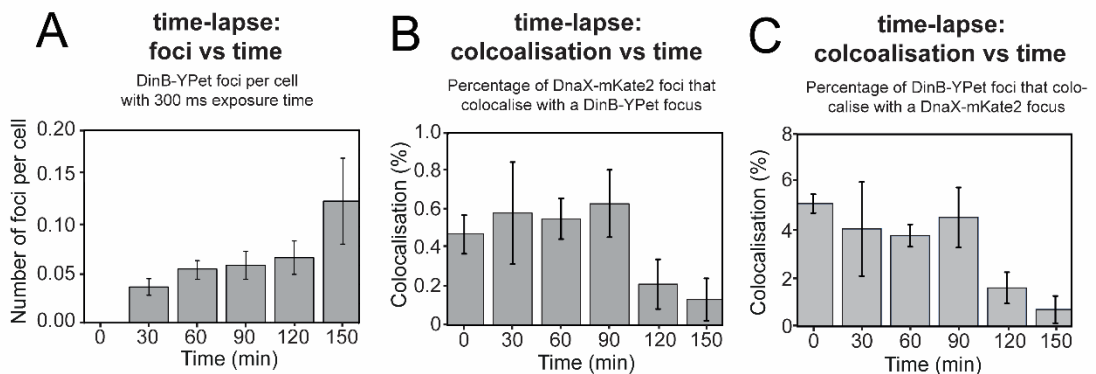 A
time-lapse:
foci vs time
DinB-YPet foci per cell
with 300 ms exposure time
Number of foci per cell
0.20
0.15
0.10
0.05
0.00
0 30 60 90 120 150
Time (min)
B
time-lapse:
colcoalisation vs time
Percentage of DnaX-mKate2 foci that
colocalise with a DinB-YPet focus
Colocalisation (%)
1.0
0.8
0.6
0.4
0.2
0
0 30 60 90 120 150
Time (min)
C
time-lapse:
colcoalisation vs time
Percentage of DinB-YPet foci that colo-
calise with a DnaX-mKate2 focus
Colocalisation (%)
8
6
4
2
0
0 30 60 90 120 150
Time (min)